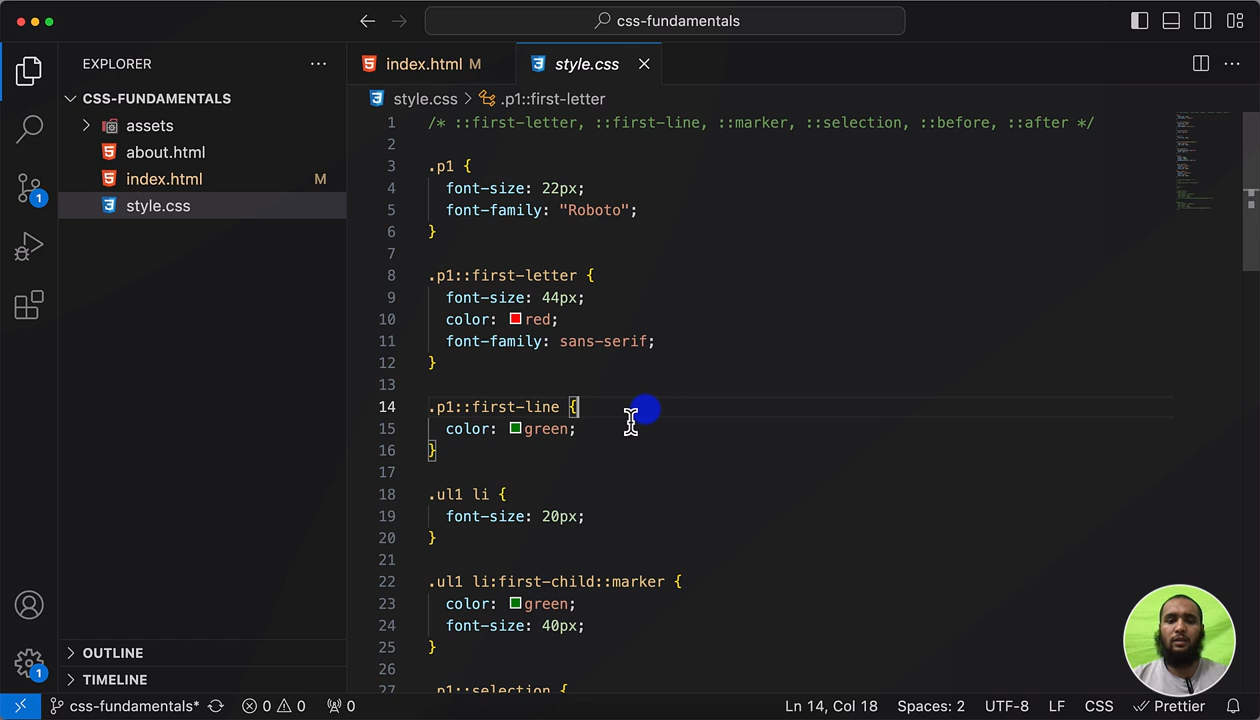 css-fundamentals
EXPLORER
CSS-FUNDAMENTALS
assets
about.html
index.html M
style.css
OUTLINE
TIMELINE
1
1
index.html M
style.css
style.css > .p1::first-letter
1 /* ::first-letter, ::first-line, ::marker, ::selection, ::before, ::after */
2
3 .p1 {
4 font-size: 22px;
5 font-family: "Roboto";
6 }
7
8 .p1::first-letter {
9 font-size: 44px;
10 color: red;
11 font-family: sans-serif;
12 }
13
14 .p1::first-line {
15 color: green;
16 }
17
18 .ul1 li {
19 font-size: 20px;
20 }
21
22 .ul1 li:first-child::marker {
23 color: green;
24 font-size: 40px;
25 }
26
27 .p1::selection {
css-fundamentals* 0 0 0 Ln 14, Col 18 Spaces: 2 UTF-8 LF CSS Prettier